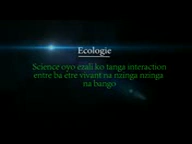 Ecologie
Science oyo ezali ko tanga interaction
entre ba etre vivant na nzinga nzinga
na bango